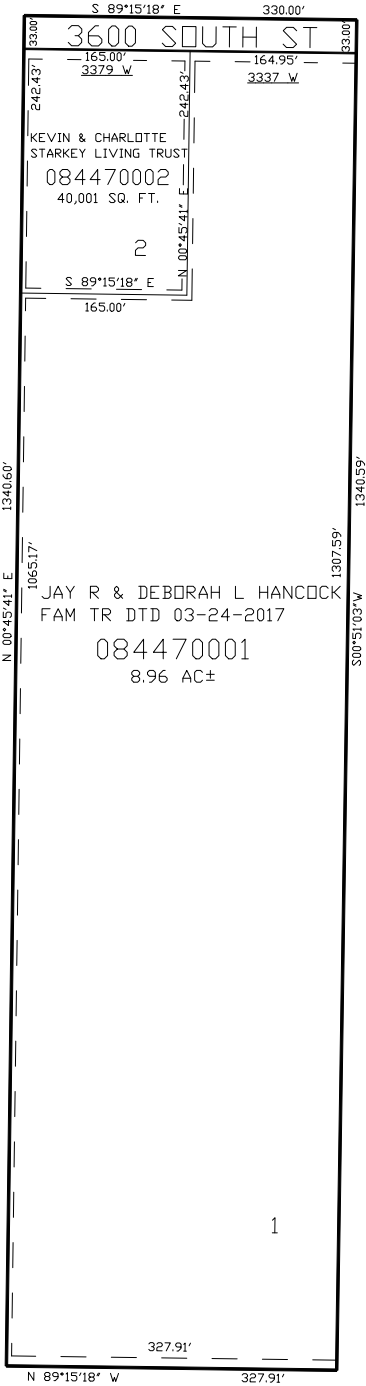 S 89°15'18" E 330.00'
33.00' 3600 SOUTH ST 33.00'
165.00' 164.95'
3379 W 3337 W
242.43' 242.43'
KEVIN & CHARLOTTE
STARKEY LIVING TRUST
084470002
40,001 SQ. FT.
N 00°45'41" E
2
S 89°15'18" E
165.00'
1340.60' 1340.59'
1065.17' 1307.59'
N 00°45'41" E S00°51'03"W
JAY R & DEBORAH L HANCOCK
FAM TR DTD 03-24-2017
084470001
8.96 AC±
1
327.91'
N 89°15'18" W 327.91'